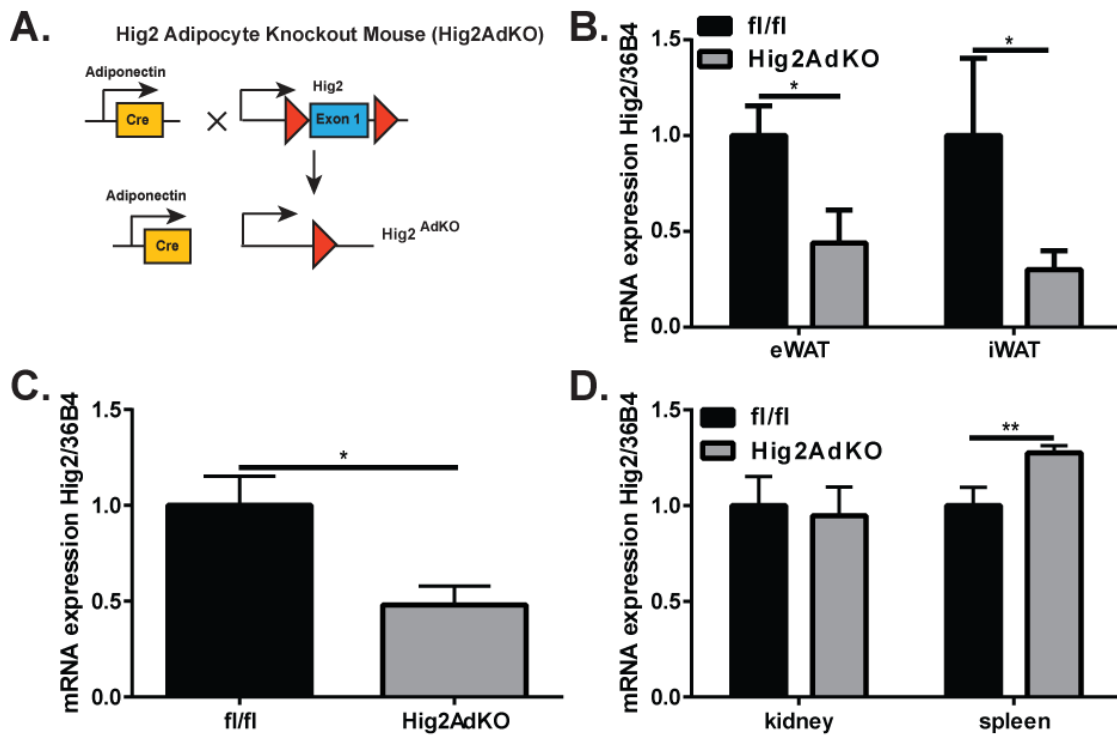 A.
Hig2 Adipocyte Knockout Mouse (Hig2AdKO)
Adiponectin
Cre
×
Hig2
Exon 1
Adiponectin
Cre
Hig2 AdKO
B.
mRNA expression Hig2/36B4
1.5
1.0
0.5
0.0
fl/fl
Hig2AdKO
*
*
eWAT
iWAT
C.
mRNA expression Hig2/36B4
1.5
1.0
0.5
0.0
*
fl/fl
Hig2AdKO
D.
mRNA expression Hig2/36B4
1.5
1.0
0.5
0.0
fl/fl
Hig2AdKO
**
kidney
spleen